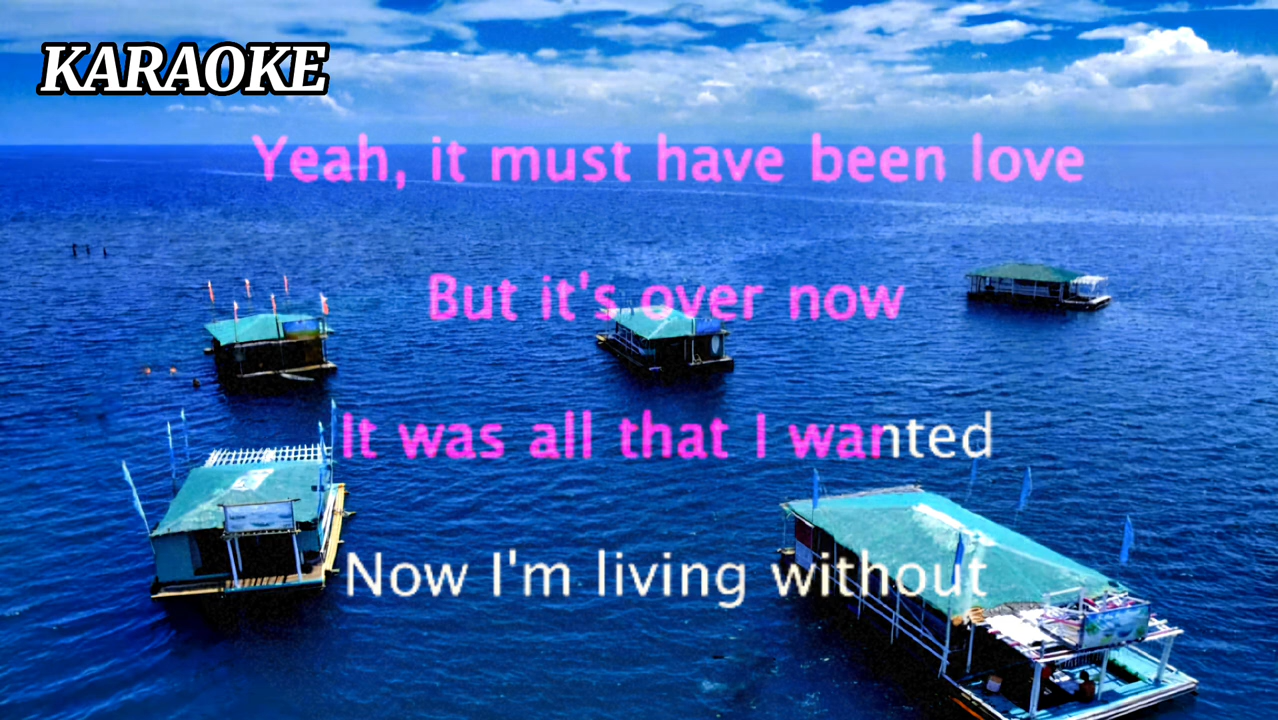 KARAOKE
Yeah, it must have been love
But it's over now
It was all that I wanted
Now I'm living without